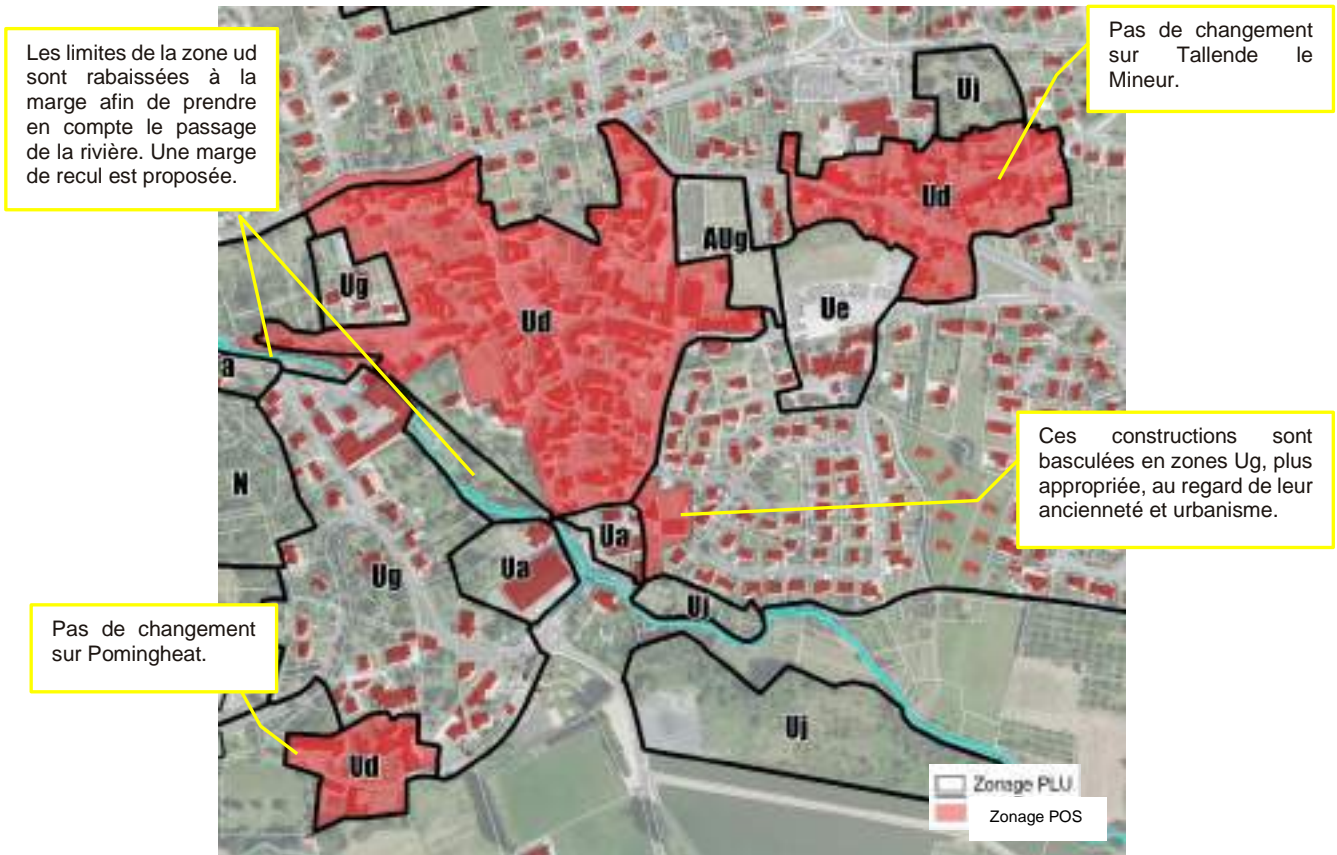 Les limites de la zone ud
sont rabaissées à la
marge afin de prendre
en compte le passage
de la rivière. Une marge
de recul est proposée.
Pas de changement
sur Tallende le
Mineur.
Uj
Ud
AUg
Ug
Ue
Ud
a
Ces constructions sont
basculées en zones Ug, plus
appropriée, au regard de leur
ancienneté et urbanisme.
N
Ua
Ua
Ug
Uj
Pas de changement
sur Pomingheat.
Uj
Ud
Zonage PLU
Zonage POS